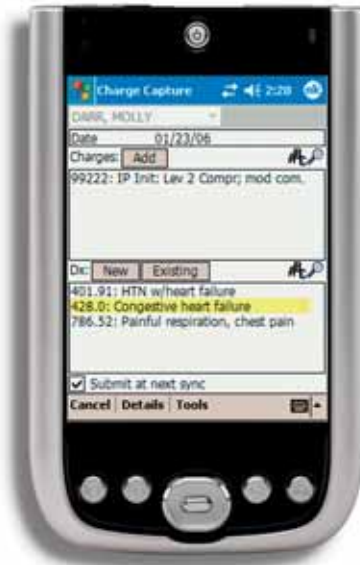 Charge Capture 2:28 ok
DARR, MOLLY
Date 01/23/06
Charges: Add
99222: IP Init: Lev 2 Compr; mod com.
Dx: New Existing
401.91: HTN w/heart failure
428.0: Congestive heart failure
786.52: Painful respiration, chest pain
Submit at next sync
Cancel Details Tools